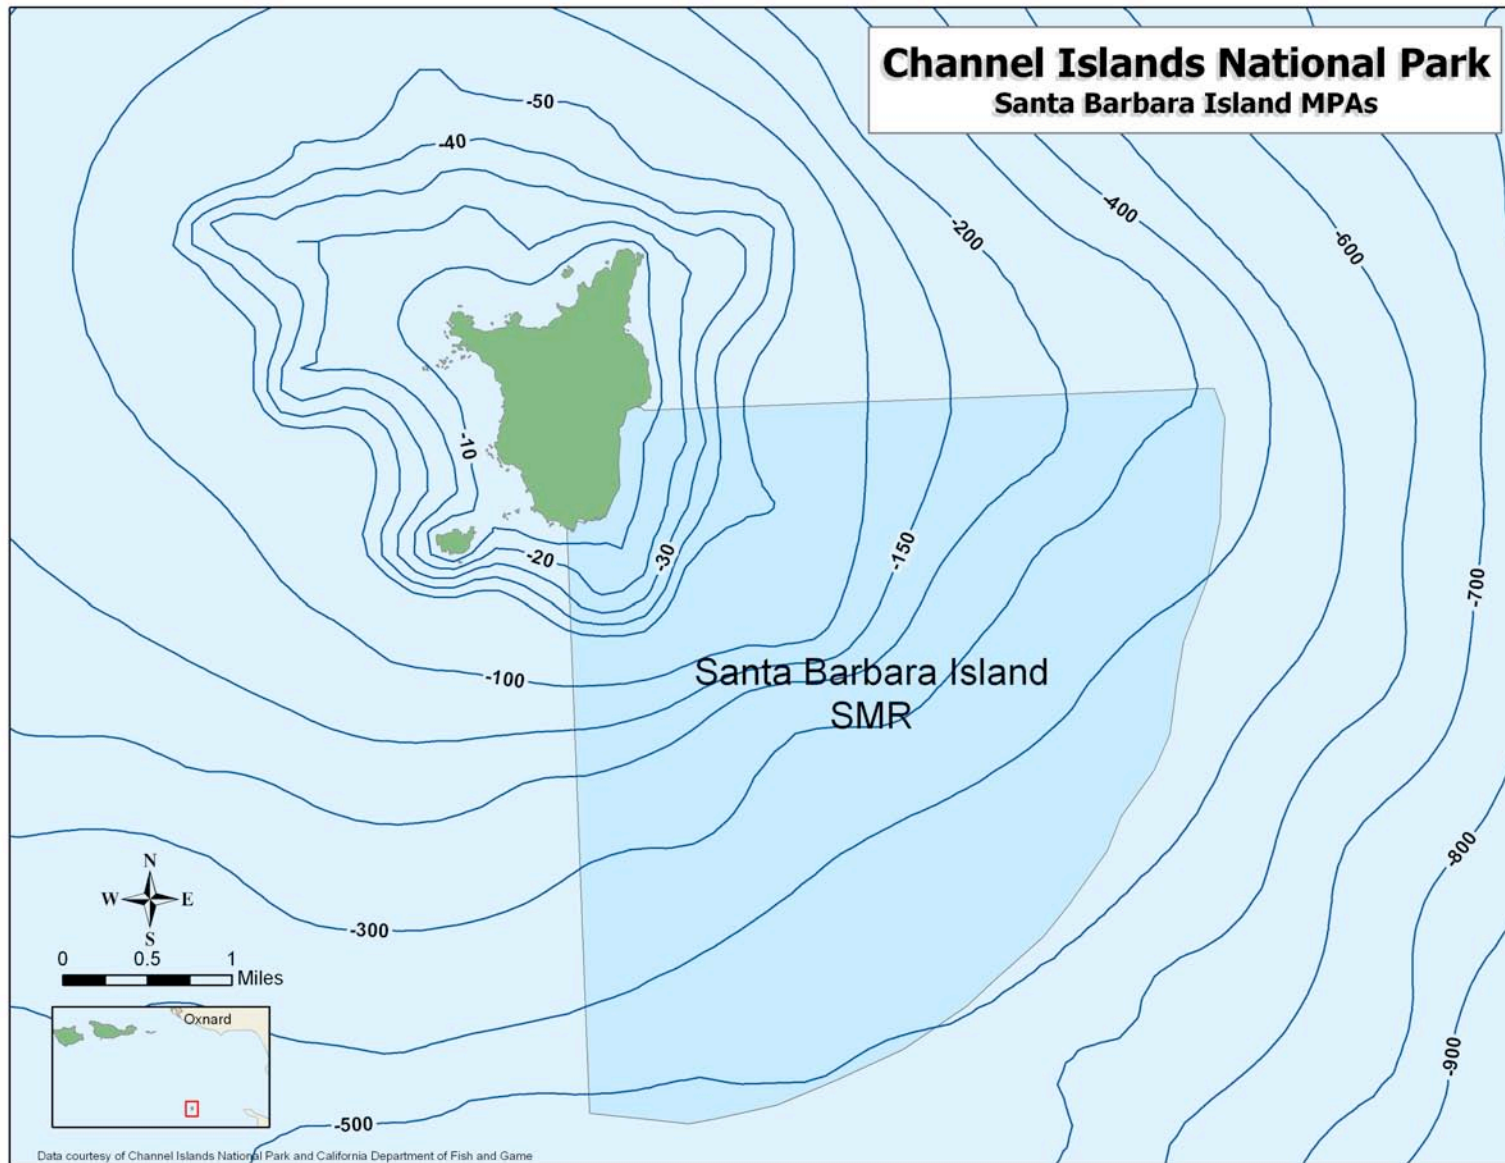 Channel Islands National Park
Santa Barbara Island MPAs
-50
-40
-200
-400
-600
-10
-20
-30
-150
-700
-100
Santa Barbara Island
SMR
-800
-300
N
W E
S
0 0.5 1
Miles
-900
Oxnard
-500
Data courtesy of Channel Islands National Park and California Department of Fish and Game